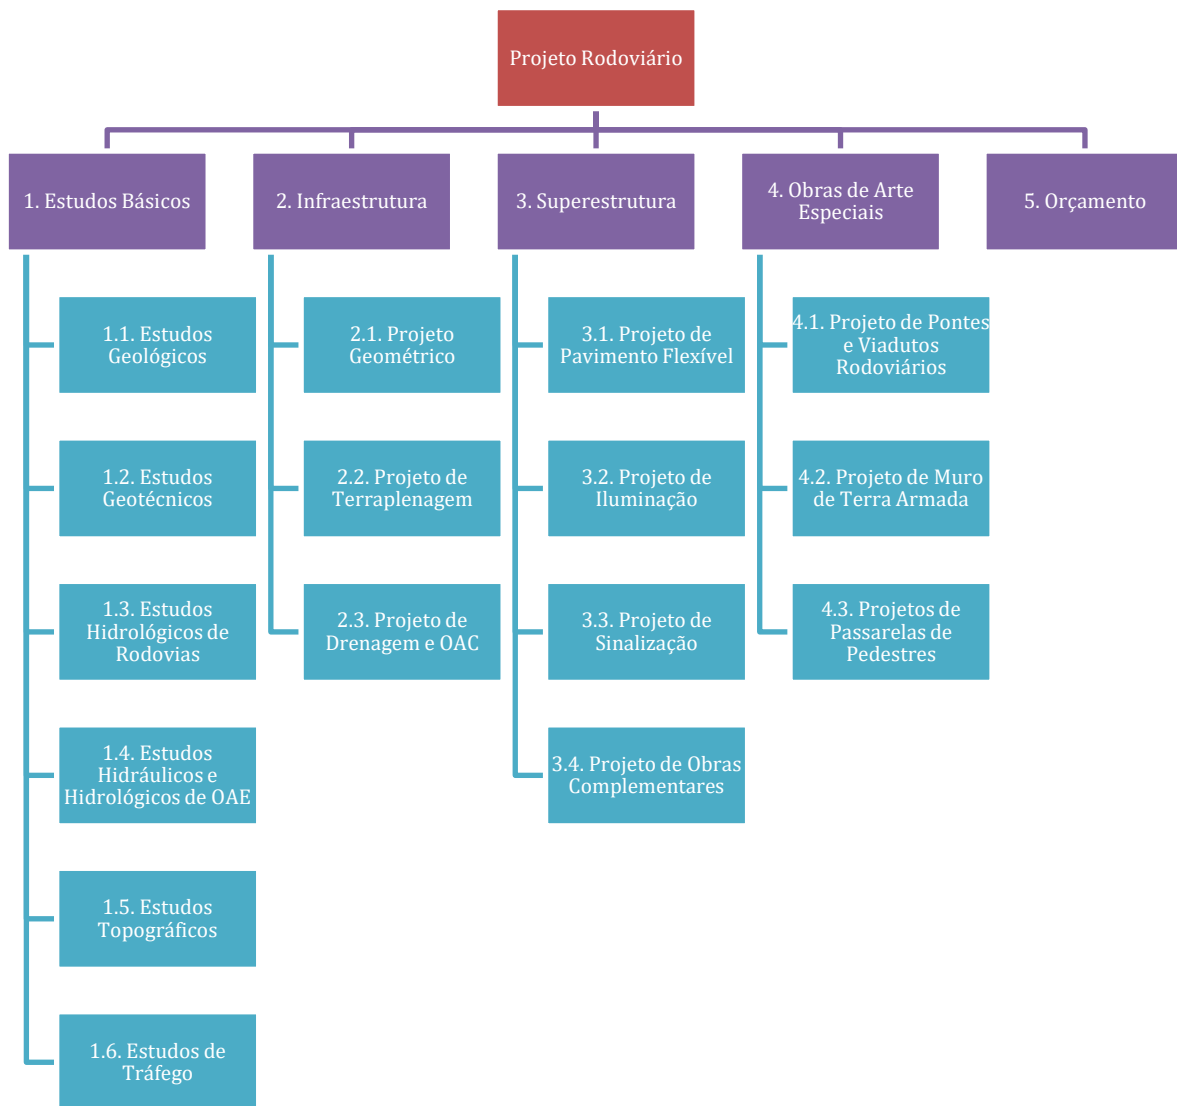 Projeto Rodoviário
1. Estudos Básicos
2. Infraestrutura
3. Superestrutura
4. Obras de Arte
Especiais
5. Orçamento
1.1. Estudos
Geológicos
1.2. Estudos
Geotécnicos
1.3. Estudos
Hidrológicos de
Rodovias
1.4. Estudos
Hidráulicos e
Hidrológicos de OAE
1.5. Estudos
Topográficos
1.6. Estudos de
Tráfego
2.1. Projeto
Geométrico
2.2. Projeto de
Terraplenagem
2.3. Projeto de
Drenagem e OAC
3.1. Projeto de
Pavimento Flexível
3.2. Projeto de
Iluminação
3.3. Projeto de
Sinalização
3.4. Projeto de Obras
Complementares
4.1. Projeto de Pontes
e Viadutos
Rodoviários
4.2. Projeto de Muro
de Terra Armada
4.3. Projetos de
Passarelas de
Pedestres